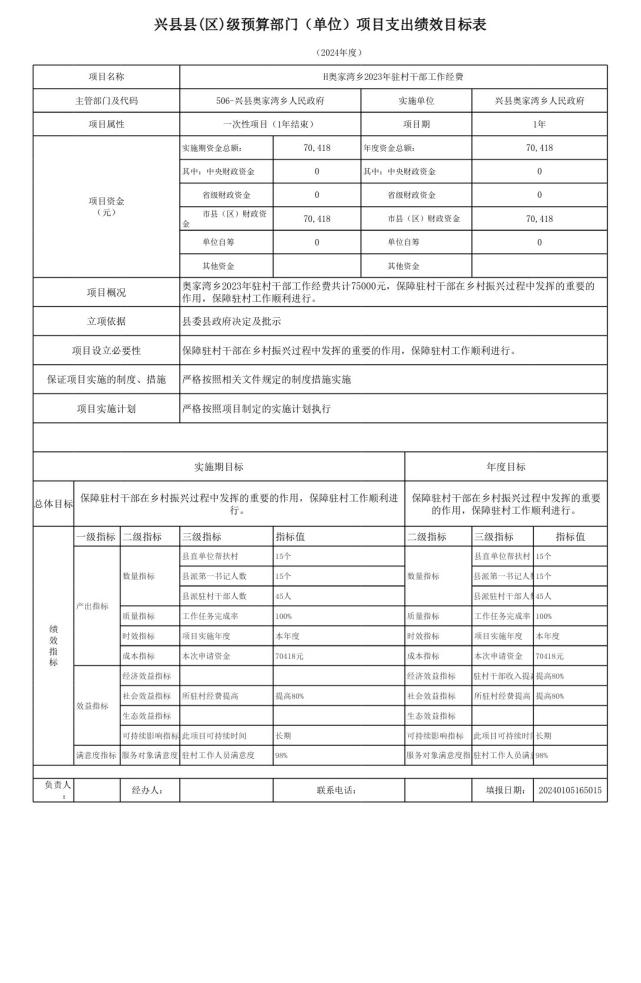 兴县县(区)级预算部门（单位）项目支出绩效目标表
（2024年度）
项目名称 H奥家湾乡2023年驻村干部工作经费
主管部门及代码 506-兴县奥家湾乡人民政府 实施单位 兴县奥家湾乡人民政府
项目属性 一次性项目（1年结束） 项目期 1年
项目资金
（元）
实施期资金总额： 70,418 年度资金总额： 70,418
其中：中央财政资金 0 其中：中央财政资金 0
省级财政资金 0 省级财政资金 0
市县（区）财政资
金 70,418 市县（区）财政资金 70,418
单位自筹 0 单位自筹 0
其他资金 其他资金
项目概况 奥家湾乡2023年驻村干部工作经费共计75000元，保障驻村干部在乡村振兴过程中发挥的重要的
作用，保障驻村工作顺利进行。
立项依据 县委县政府决定及批示
项目设立必要性 保障驻村干部在乡村振兴过程中发挥的重要的作用，保障驻村工作顺利进行。
保证项目实施的制度、措施 严格按照相关文件规定的制度措施实施
项目实施计划 严格按照项目制定的实施计划执行
实施期目标 年度目标
总体目标 保障驻村干部在乡村振兴过程中发挥的重要的作用，保障驻村工作顺利进
行。
保障驻村干部在乡村振兴过程中发挥的重要
的作用，保障驻村工作顺利进行。
绩效指标
一级指标 二级指标 三级指标 指标值 二级指标 三级指标 指标值
产出指标 数量指标 县直单位帮扶村 15个 数量指标 县直单位帮扶村 15个
县派第一书记人数 15个 县派第一书记人 15个
县派驻村干部人数 45人 县派驻村干部人 45人
质量指标 工作任务完成率 100% 质量指标 工作任务完成率 100%
时效指标 项目实施年度 本年度 时效指标 项目实施年度 本年度
成本指标 本次申请资金 70418元 成本指标 本次申请资金 70418元
效益指标 经济效益指标 经济效益指标 驻村干部收入提 提高80%
社会效益指标 所驻村经费提高 提高80% 社会效益指标 所驻村经费提高 提高80%
生态效益指标 生态效益指标
可持续影响指标 此项目可持续时间 长期 可持续影响指标 此项目可持续时 长期
满意度指标 服务对象满意度 驻村工作人员满意度 98% 服务对象满意度指 驻村工作人员满 98%
负责人
： 经办人： 联系电话： 填报日期： 20240105165015